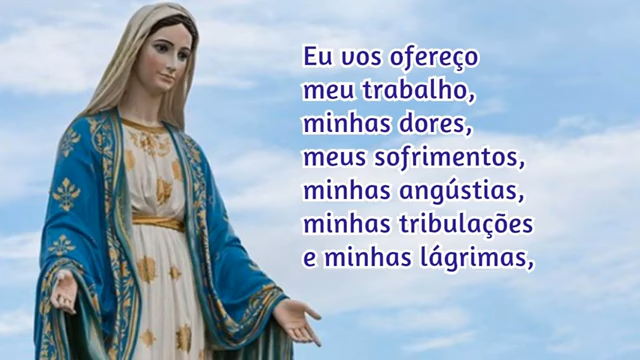 Eu vos ofereço
meu trabalho,
minhas dores,
meus sofrimentos,
minhas angústias,
minhas tribulações
e minhas lágrimas,